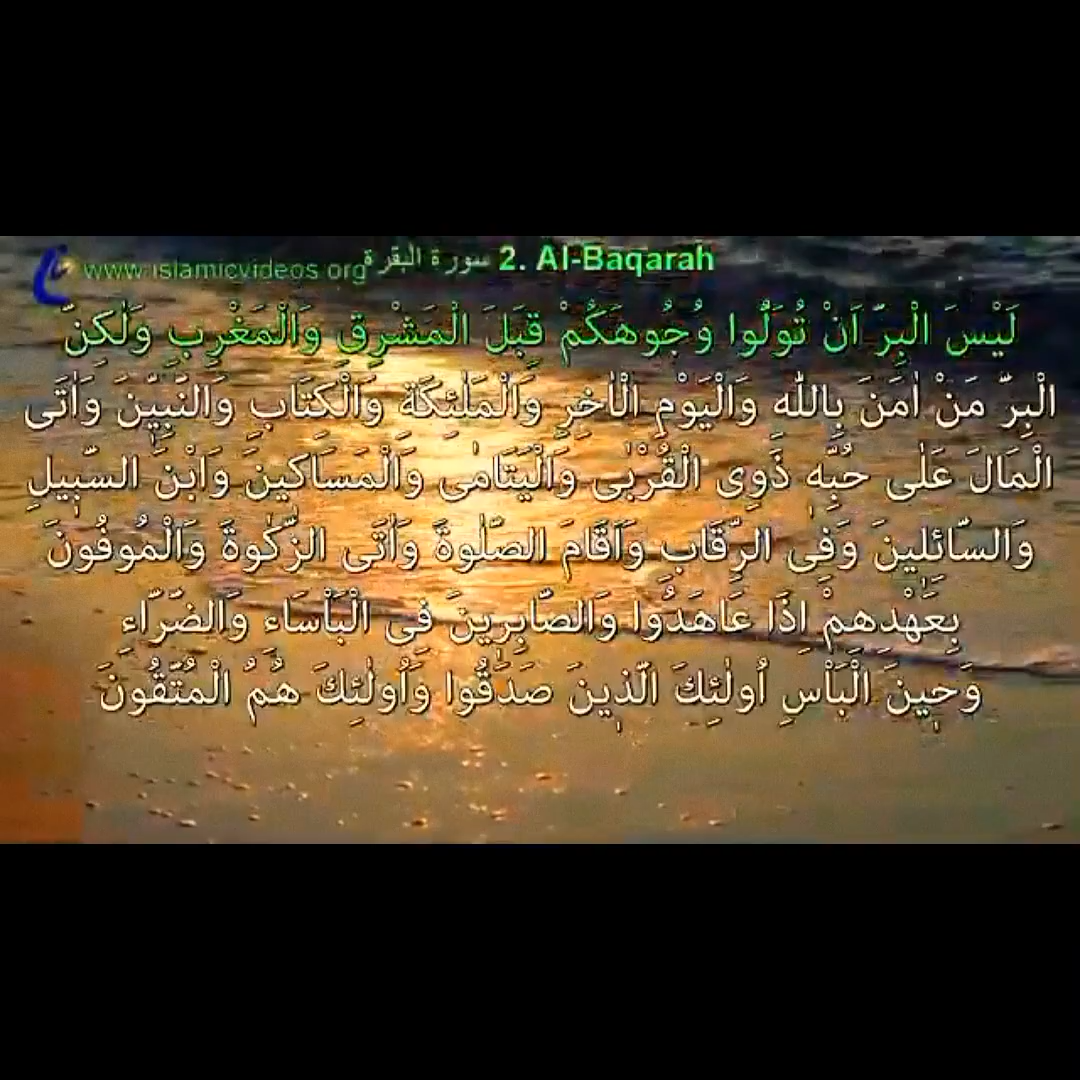 www.islamicvideos.org سورة البقرة 2. Al-Baqarah
لَيْسَ الْبِرَّ اَنْ تُوَلُّوا وُجُوهَكُمْ قِبَلَ الْمَشْرِقِ وَالْمَغْرِبِ وَلٰكِنَّ
الْبِرَّ مَنْ اٰمَنَ بِاللّٰهِ وَالْيَوْمِ الْاٰخِرِ وَالْمَلٰئِكَةِ وَالْكِتَابِ وَالنَّبِيّٖنَ وَاٰتَى
الْمَالَ عَلٰى حُبِّهٖ ذَوِى الْقُرْبٰى وَالْيَتَامٰى وَالْمَسَاكٖينَ وَابْنَ السَّبٖيلِ
وَالسَّائِلٖينَ وَفِى الرِّقَابِ وَاَقَامَ الصَّلٰوةَ وَاٰتَى الزَّكٰوةَ وَالْمُوفُونَ
بِعَهْدِهِمْ اِذَا عَاهَدُوا وَالصَّابِرٖينَ فِى الْبَاْسَاءِ وَالضَّرَّاءِ
وَحٖينَ الْبَاْسِ اُولٰئِكَ الَّذٖينَ صَدَقُوا وَاُولٰئِكَ هُمُ الْمُتَّقُونَ